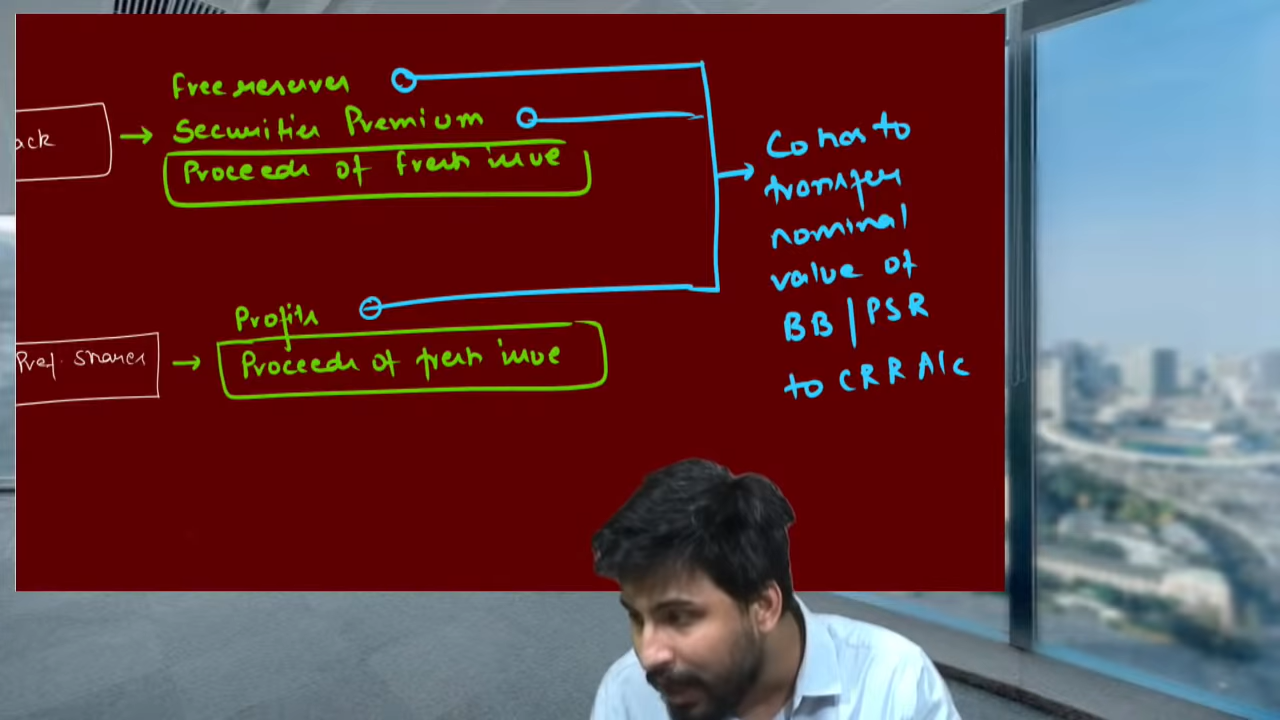 Free reserves
Securities Premium
Proceeds of fresh issue
ack
Co has to
transfer
nominal
value of
BB | PSR
to CRR A/c
Profits
Proceeds of fresh issue
Pref. Shares